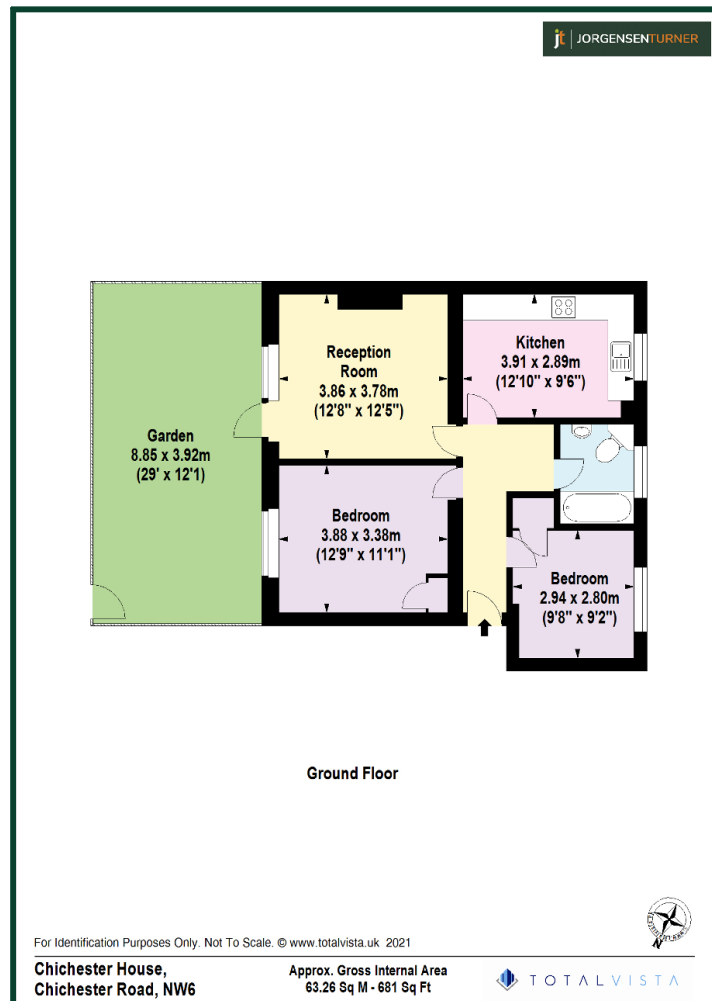 jt JORGENSENTURNER
Reception
Room
3.86 x 3.78m
(12'8" x 12'5")
Kitchen
3.91 x 2.89m
(12'10" x 9'6")
Garden
8.85 x 3.92m
(29' x 12'1)
Bedroom
3.88 x 3.38m
(12'9" x 11'1")
Bedroom
2.94 x 2.80m
(9'8" x 9'2")
Ground Floor
N
For Identification Purposes Only. Not To Scale. © www.totalvista.uk 2021
Chichester House,
Chichester Road, NW6
Approx. Gross Internal Area
63.26 Sq M - 681 Sq Ft
TOTALVISTA